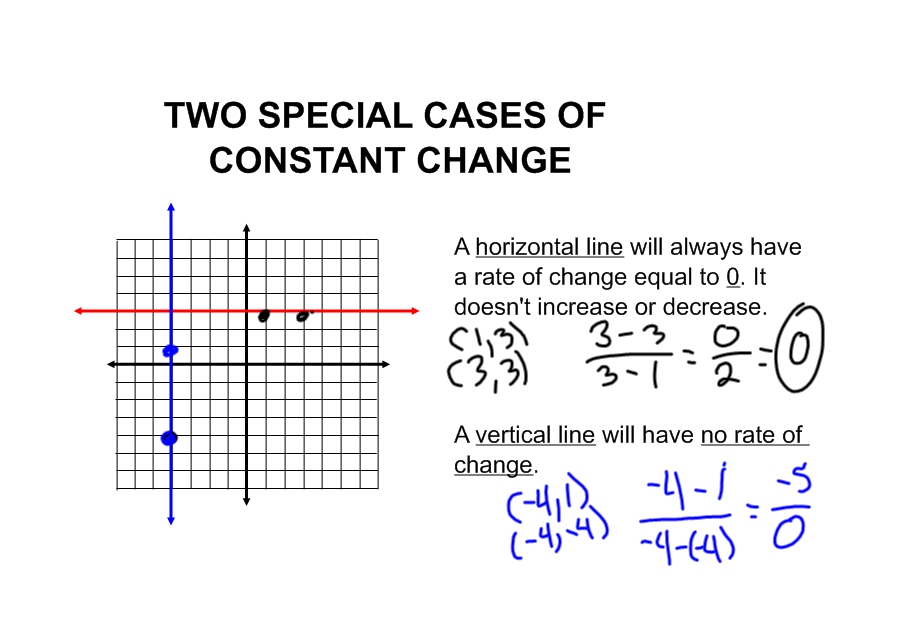 TWO SPECIAL CASES OF
CONSTANT CHANGE
A horizontal line will always have
a rate of change equal to 0. It
doesn't increase or decrease.
(1,3)
(3,3)
3-3
3-1
=
0
2
=
0
A vertical line will have no rate of
change.
(-4,1)
(-4,-4)
-4-1
-4-(-4)
=
-5
0